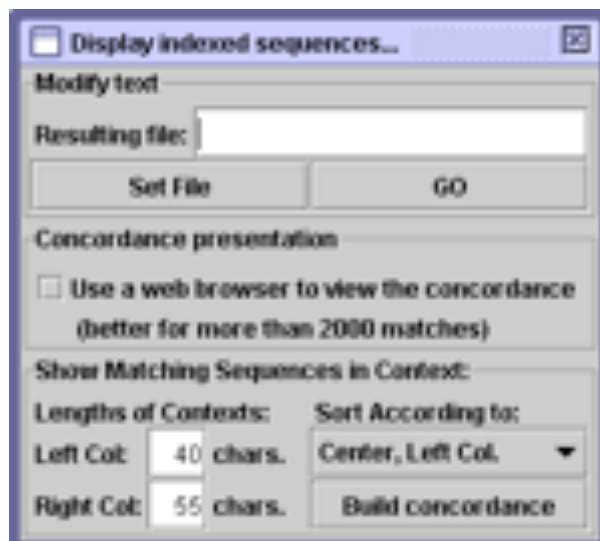 Display indexed sequences...
Modify text
Resulting file:
Set File GO
Concordance presentation
Use a web browser to view the concordance
(better for more than 2000 matches)
Show Matching Sequences in Context:
Lengths of Contexts: Sort According to:
Left Col: 40 chars. Center, Left Col.
Right Col: 55 chars. Build concordance